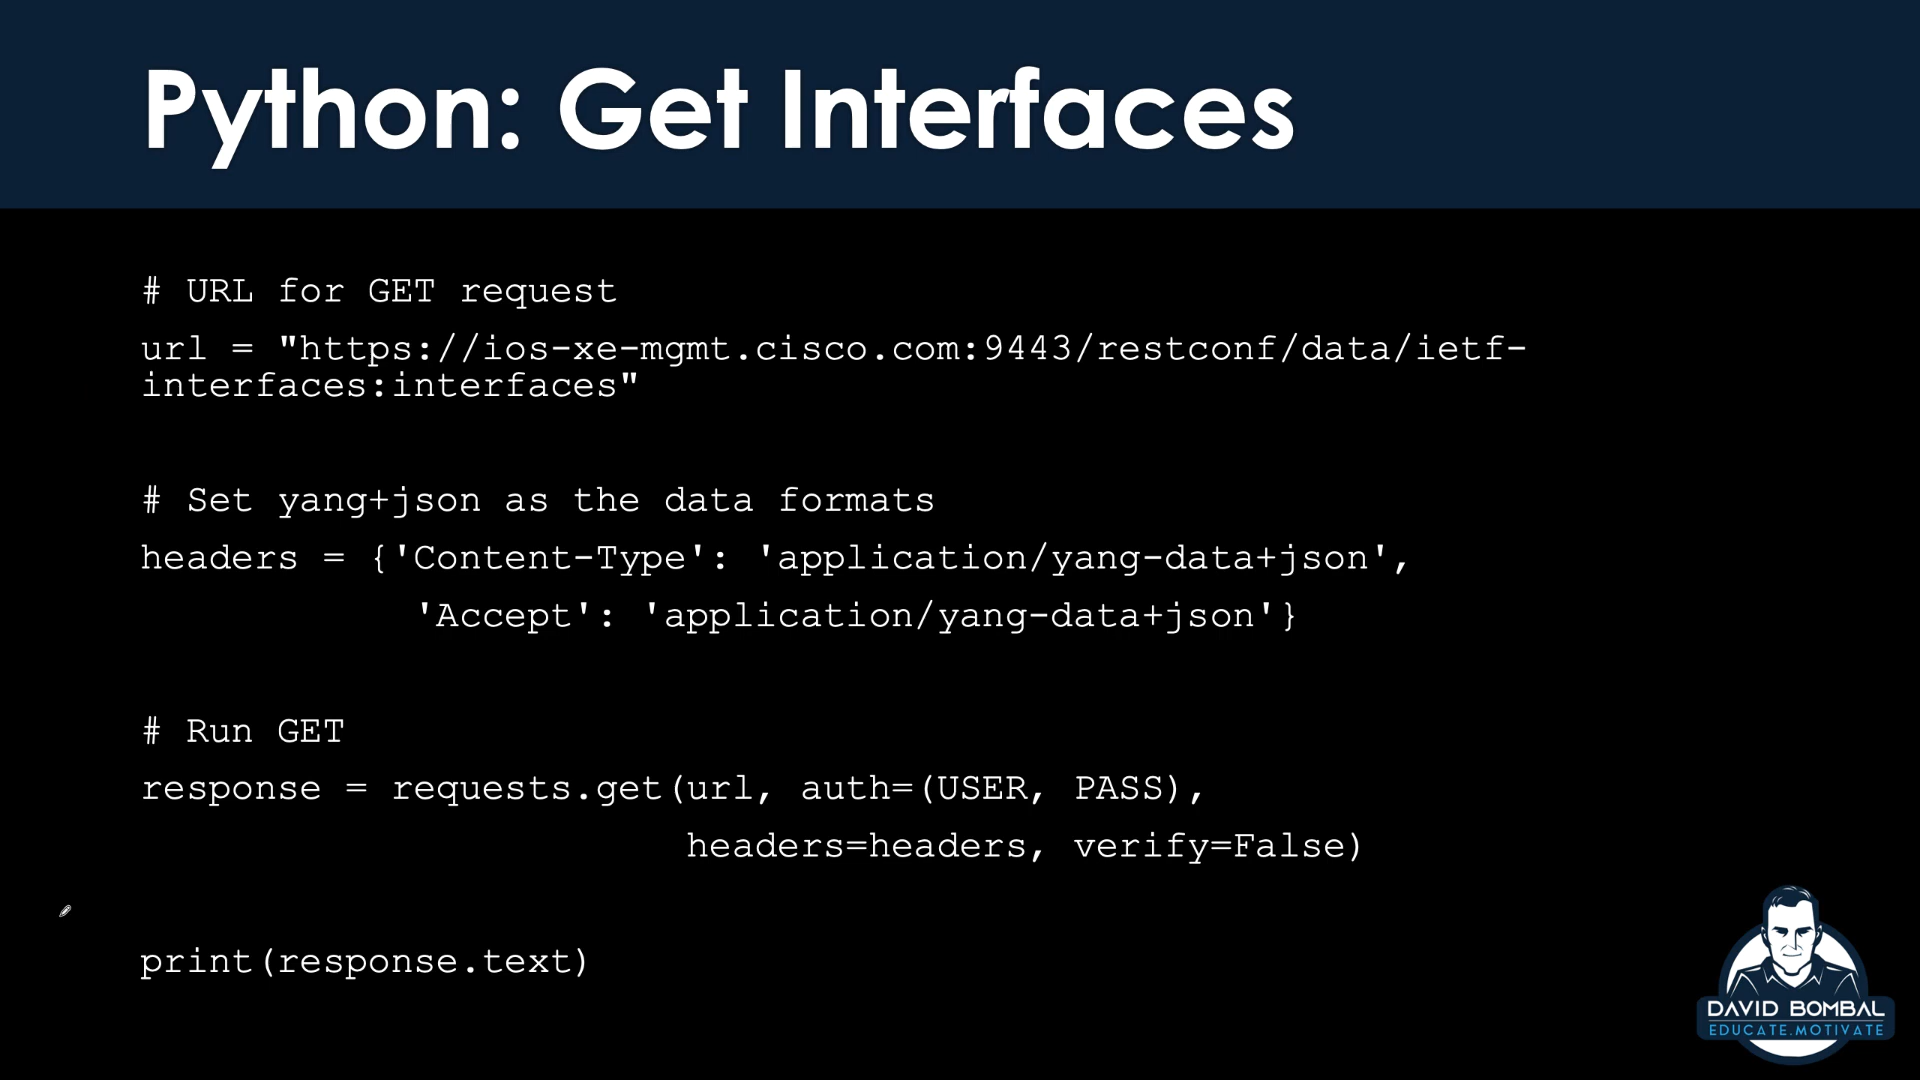 Python: Get Interfaces
# URL for GET request
url = "https://ios-xe-mgmt.cisco.com:9443/restconf/data/ietf-
interfaces:interfaces"
# Set yang+json as the data formats
headers = {'Content-Type': 'application/yang-data+json',
'Accept': 'application/yang-data+json'}
# Run GET
response = requests.get(url, auth=(USER, PASS),
headers=headers, verify=False)
print(response.text)
DAVID BOMBAL
EDUCATE.MOTIVATE